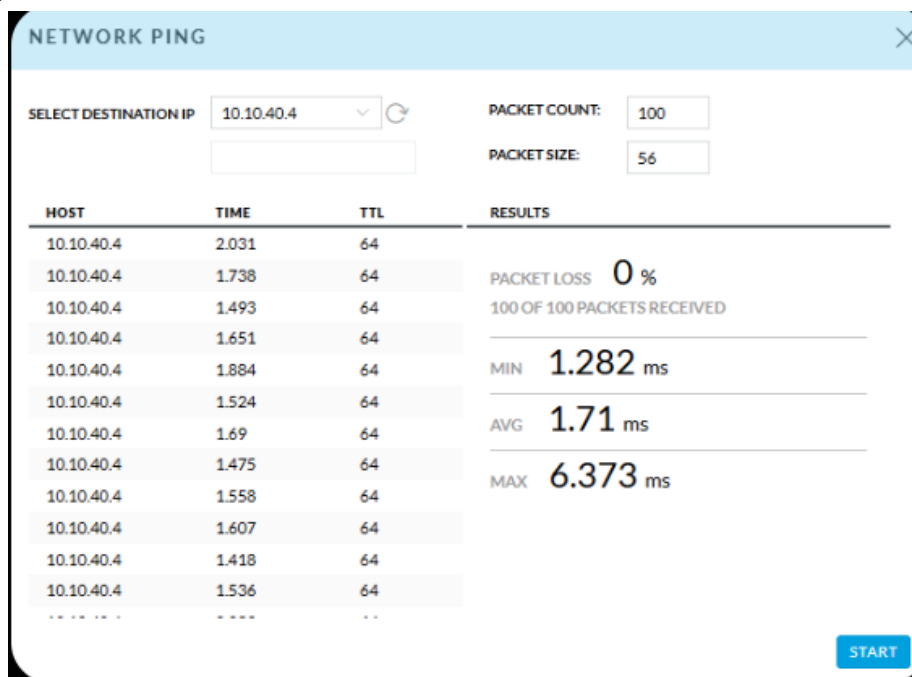 NETWORK PING
SELECT DESTINATION IP 10.10.40.4
PACKET COUNT: 100
PACKET SIZE: 56
HOST TIME TTL
10.10.40.4 2.031 64
10.10.40.4 1.738 64
10.10.40.4 1.493 64
10.10.40.4 1.651 64
10.10.40.4 1.884 64
10.10.40.4 1.524 64
10.10.40.4 1.69 64
10.10.40.4 1.475 64
10.10.40.4 1.558 64
10.10.40.4 1.607 64
10.10.40.4 1.418 64
10.10.40.4 1.536 64
RESULTS
PACKET LOSS 0 %
100 OF 100 PACKETS RECEIVED
MIN 1.282 ms
AVG 1.71 ms
MAX 6.373 ms
START